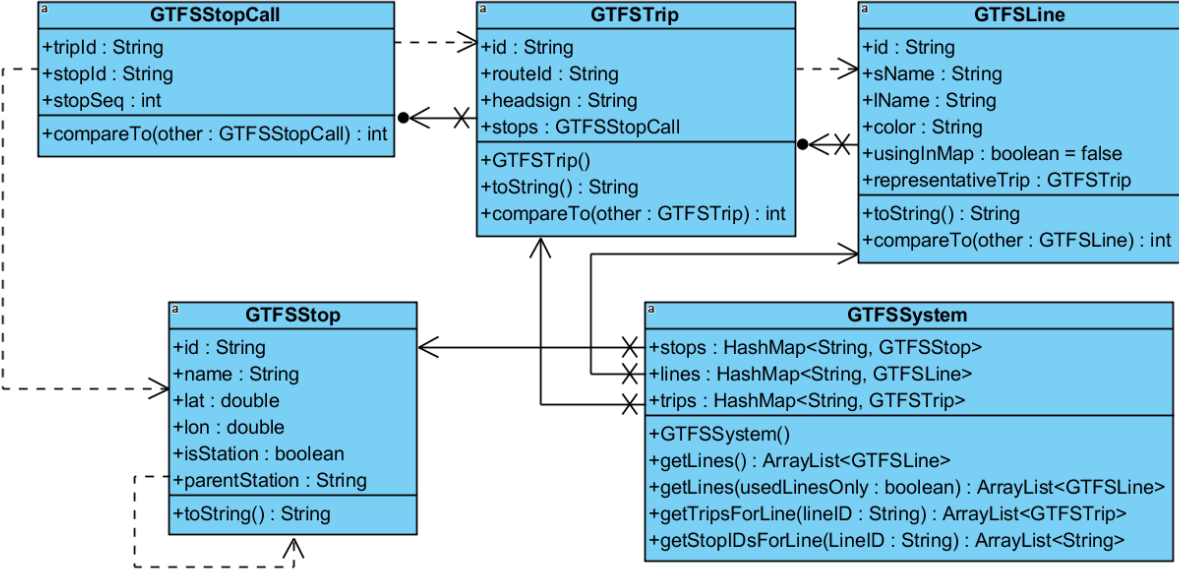 a
GTFSStopCall
+tripId : String
+stopId : String
+stopSeq : int
+compareTo(other : GTFSStopCall) : int
a
GTFSTrip
+id : String
+routeId : String
+headsign : String
+stops : GTFSStopCall
+GTFSTrip()
+toString() : String
+compareTo(other : GTFSTrip) : int
a
GTFSLine
+id : String
+sName : String
+lName : String
+color : String
+usingInMap : boolean = false
+representativeTrip : GTFSTrip
+toString() : String
+compareTo(other : GTFSLine) : int
a
GTFSStop
+id : String
+name : String
+lat : double
+lon : double
+isStation : boolean
+parentStation : String
+toString() : String
a
GTFSSystem
+stops : HashMap<String, GTFSStop>
+lines : HashMap<String, GTFSLine>
+trips : HashMap<String, GTFSTrip>
+GTFSSystem()
+getLines() : ArrayList<GTFSLine>
+getLines(usedLinesOnly : boolean) : ArrayList<GTFSLine>
+getTripsForLine(lineID : String) : ArrayList<GTFSTrip>
+getStopIDsForLine(LineID : String) : ArrayList<String>